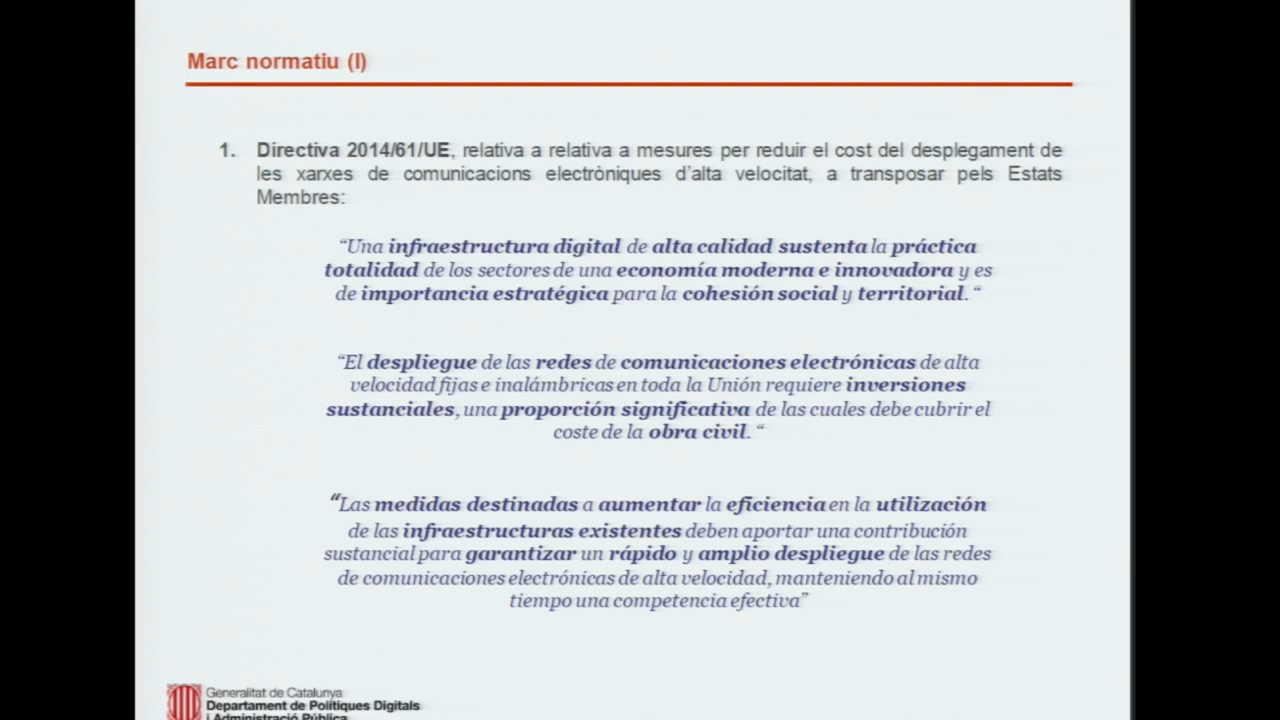 Marc normatiu (I)
1. Directiva 2014/61/UE, relativa a relativa a mesures per reduir el cost del desplegament de
les xarxes de comunicacions electròniques d'alta velocitat, a transposar pels Estats
Membres:
“Una infraestructura digital de alta calidad sustenta la práctica
totalidad de los sectores de una economía moderna e innovadora y es
de importancia estratégica para la cohesión social y territorial. “
“El despliegue de las redes de comunicaciones electrónicas de alta
velocidad fijas e inalámbricas en toda la Unión requiere inversiones
sustanciales, una proporción significativa de las cuales debe cubrir el
coste de la obra civil. “
“Las medidas destinadas a aumentar la eficiencia en la utilización
de las infraestructuras existentes deben aportar una contribución
sustancial para garantizar un rápido y amplio despliegue de las redes
de comunicaciones electrónicas de alta velocidad, manteniendo al mismo
tiempo una competencia efectiva”
Generalitat de Catalunya
Departament de Polítiques Digitals
i Administració Pública